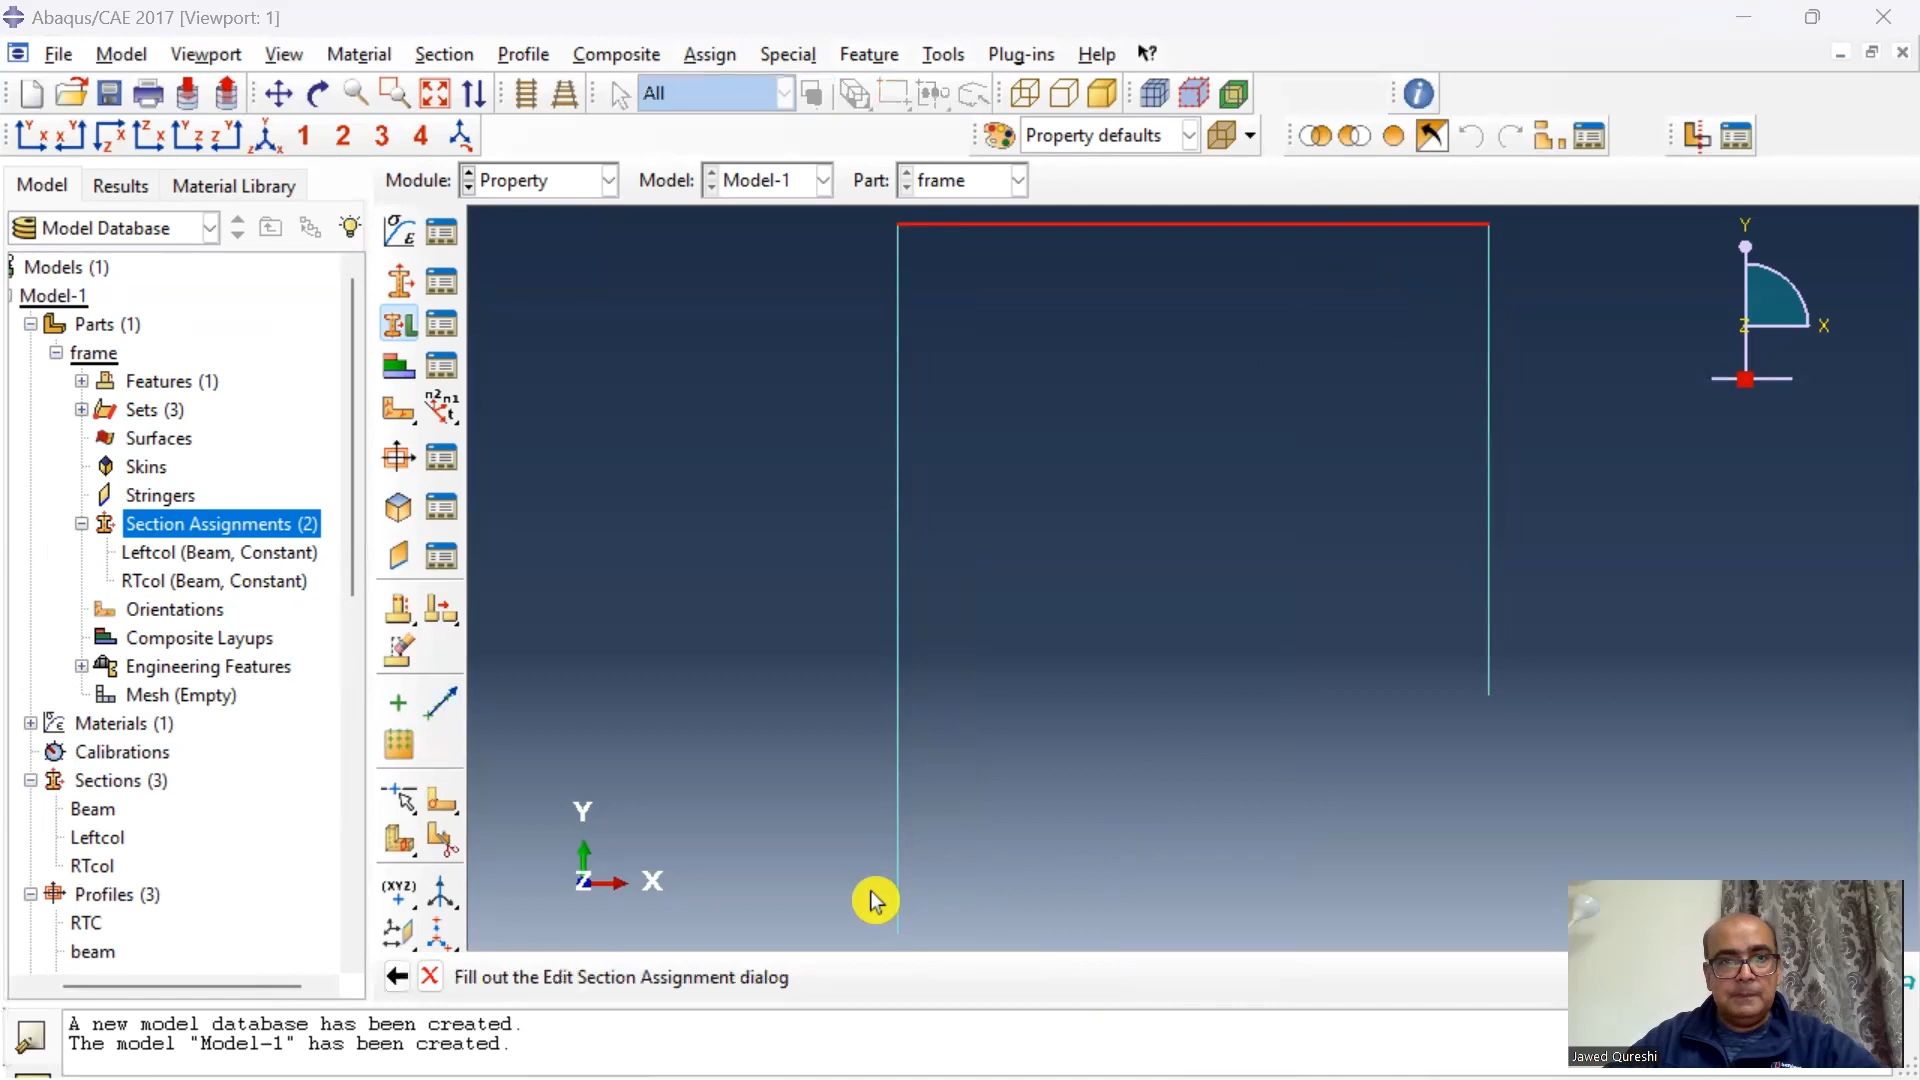 Abaqus/CAE 2017 [Viewport: 1]
File Model Viewport View Material Section Profile Composite Assign Special Feature Tools Plug-ins Help
All
1 2 3 4
Property defaults
Model Results Material Library
Module: Property Model: Model-1 Part: frame
Model Database
Models (1)
Model-1
Parts (1)
frame
Features (1)
Sets (3)
Surfaces
Skins
Stringers
Section Assignments (2)
Leftcol (Beam, Constant)
RTcol (Beam, Constant)
Orientations
Composite Layups
Engineering Features
Mesh (Empty)
Materials (1)
Calibrations
Sections (3)
Beam
Leftcol
RTcol
Profiles (3)
RTC
beam
(XYZ)
Y
Z X
Y
Z X
Fill out the Edit Section Assignment dialog
A new model database has been created.
The model "Model-1" has been created.
Jawed Qureshi